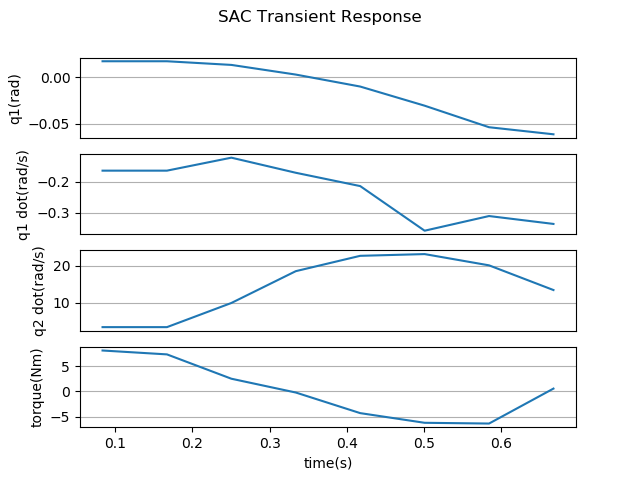 SAC Transient Response
q1(rad)
0.00
−0.05
q1 dot(rad/s)
−0.2
−0.3
q2 dot(rad/s)
20
10
torque(Nm)
5
0
−5
0.1 0.2 0.3 0.4 0.5 0.6
time(s)